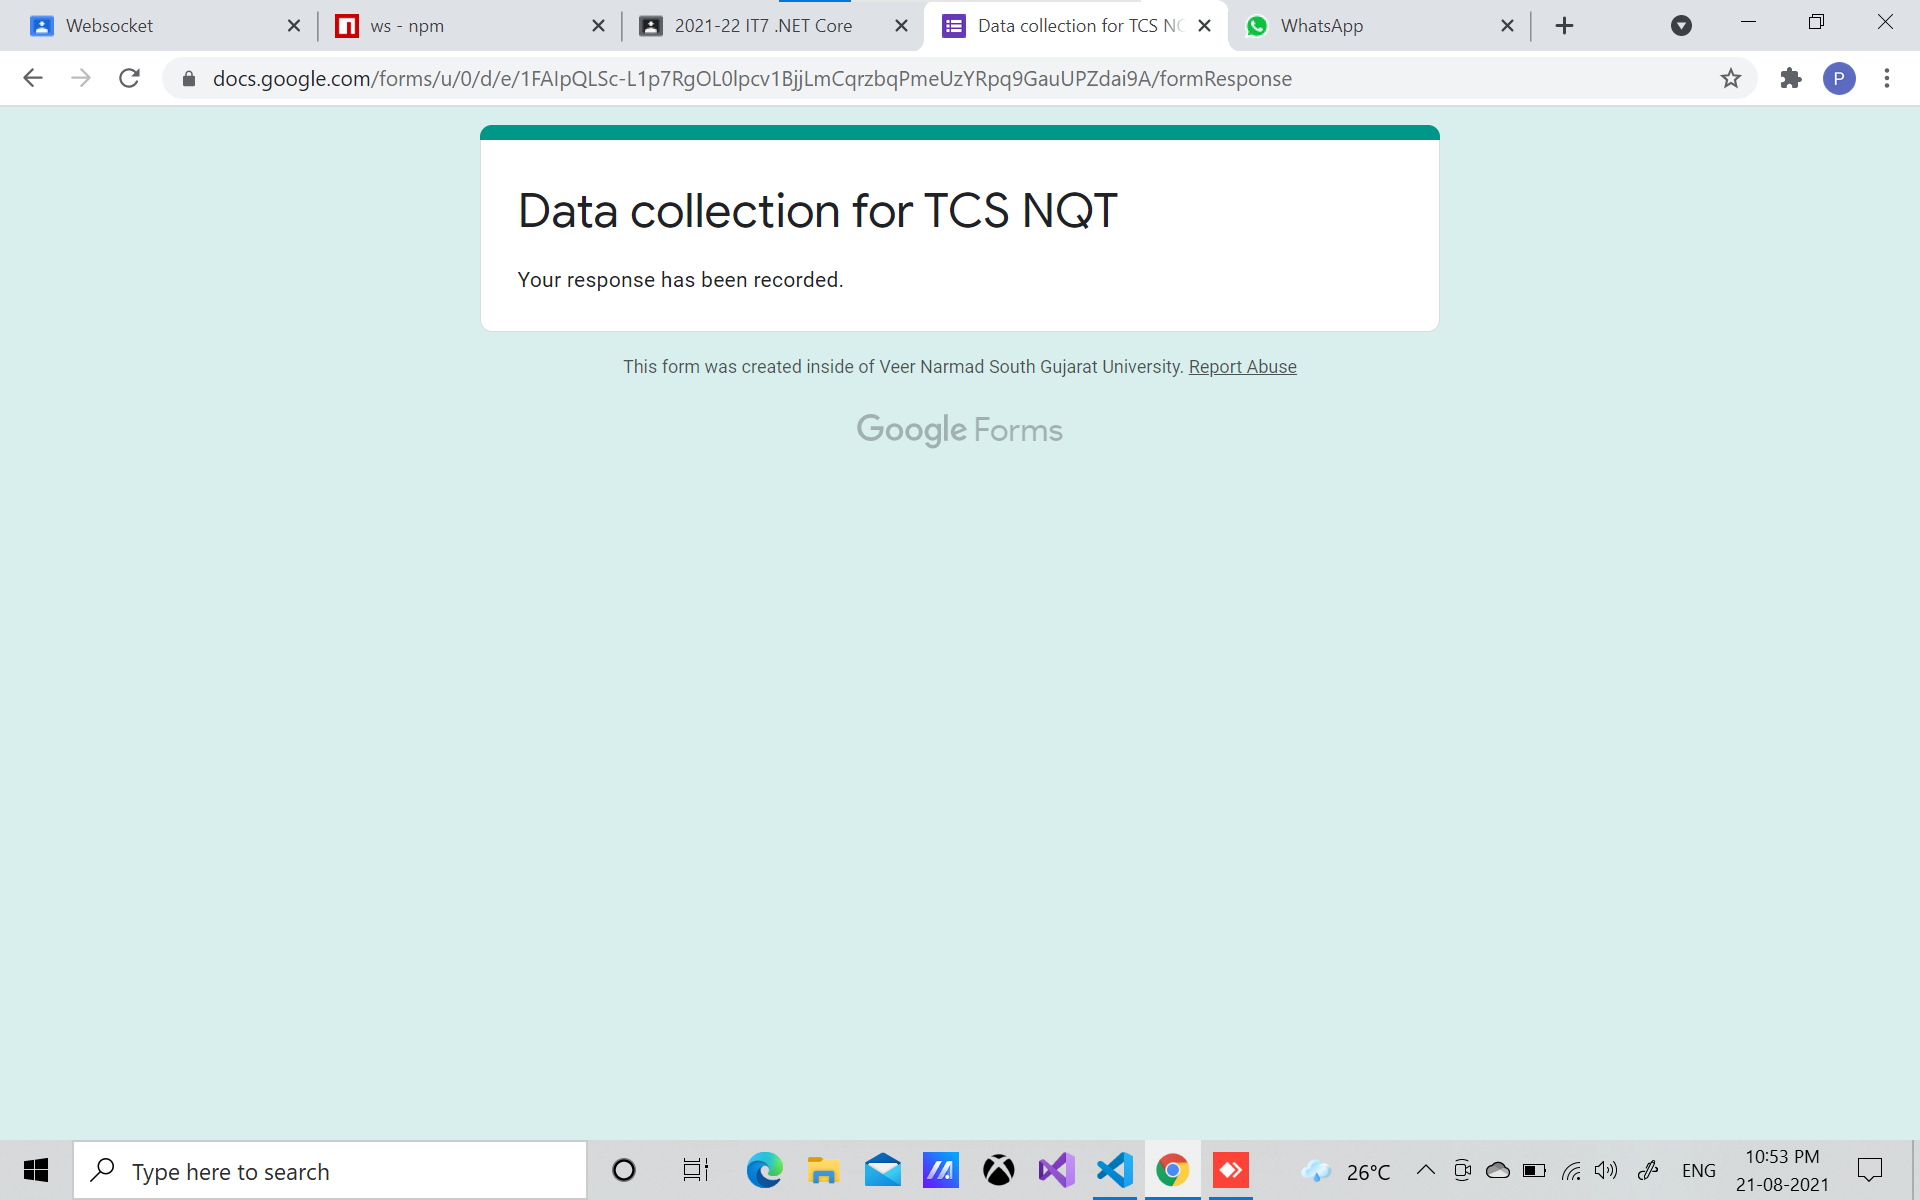 Websocket
ws - npm
2021-22 IT7 .NET Core
Data collection for TCS NQ
WhatsApp
docs.google.com/forms/u/0/d/e/1FAIpQLSc-L1p7RgOL0lpcv1BjjLmCqrzbqPmeUzYRpq9GauUPZdai9A/formResponse
P
Data collection for TCS NQT
Your response has been recorded.
This form was created inside of Veer Narmad South Gujarat University. Report Abuse
Google Forms
Type here to search
26°C
ENG
10:53 PM
21-08-2021